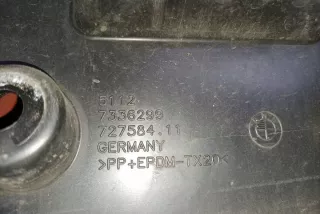 5112
7336299
727584.11
GERMANY
>PP+EPDM-TX20<